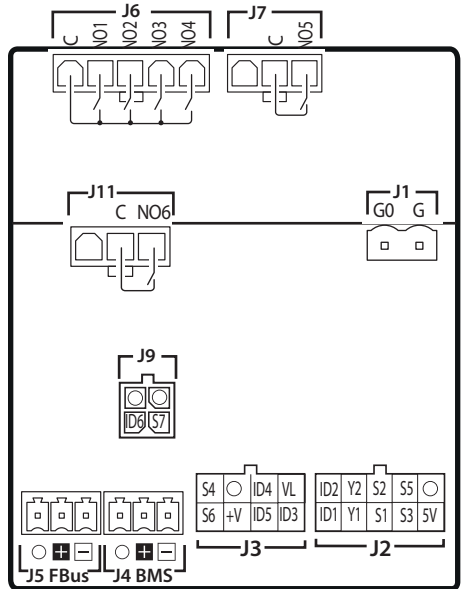 J6 J7
C NO1 NO2 NO3 NO4 C NO5
J11 J1
C NO6 G0 G
J9
ID6 S7
S4 ID4 VL ID2 Y2 S2 S5
S6 +V ID5 ID3 ID1 Y1 S1 S3 5V
+ − + −
J5 FBus J4 BMS J3 J2